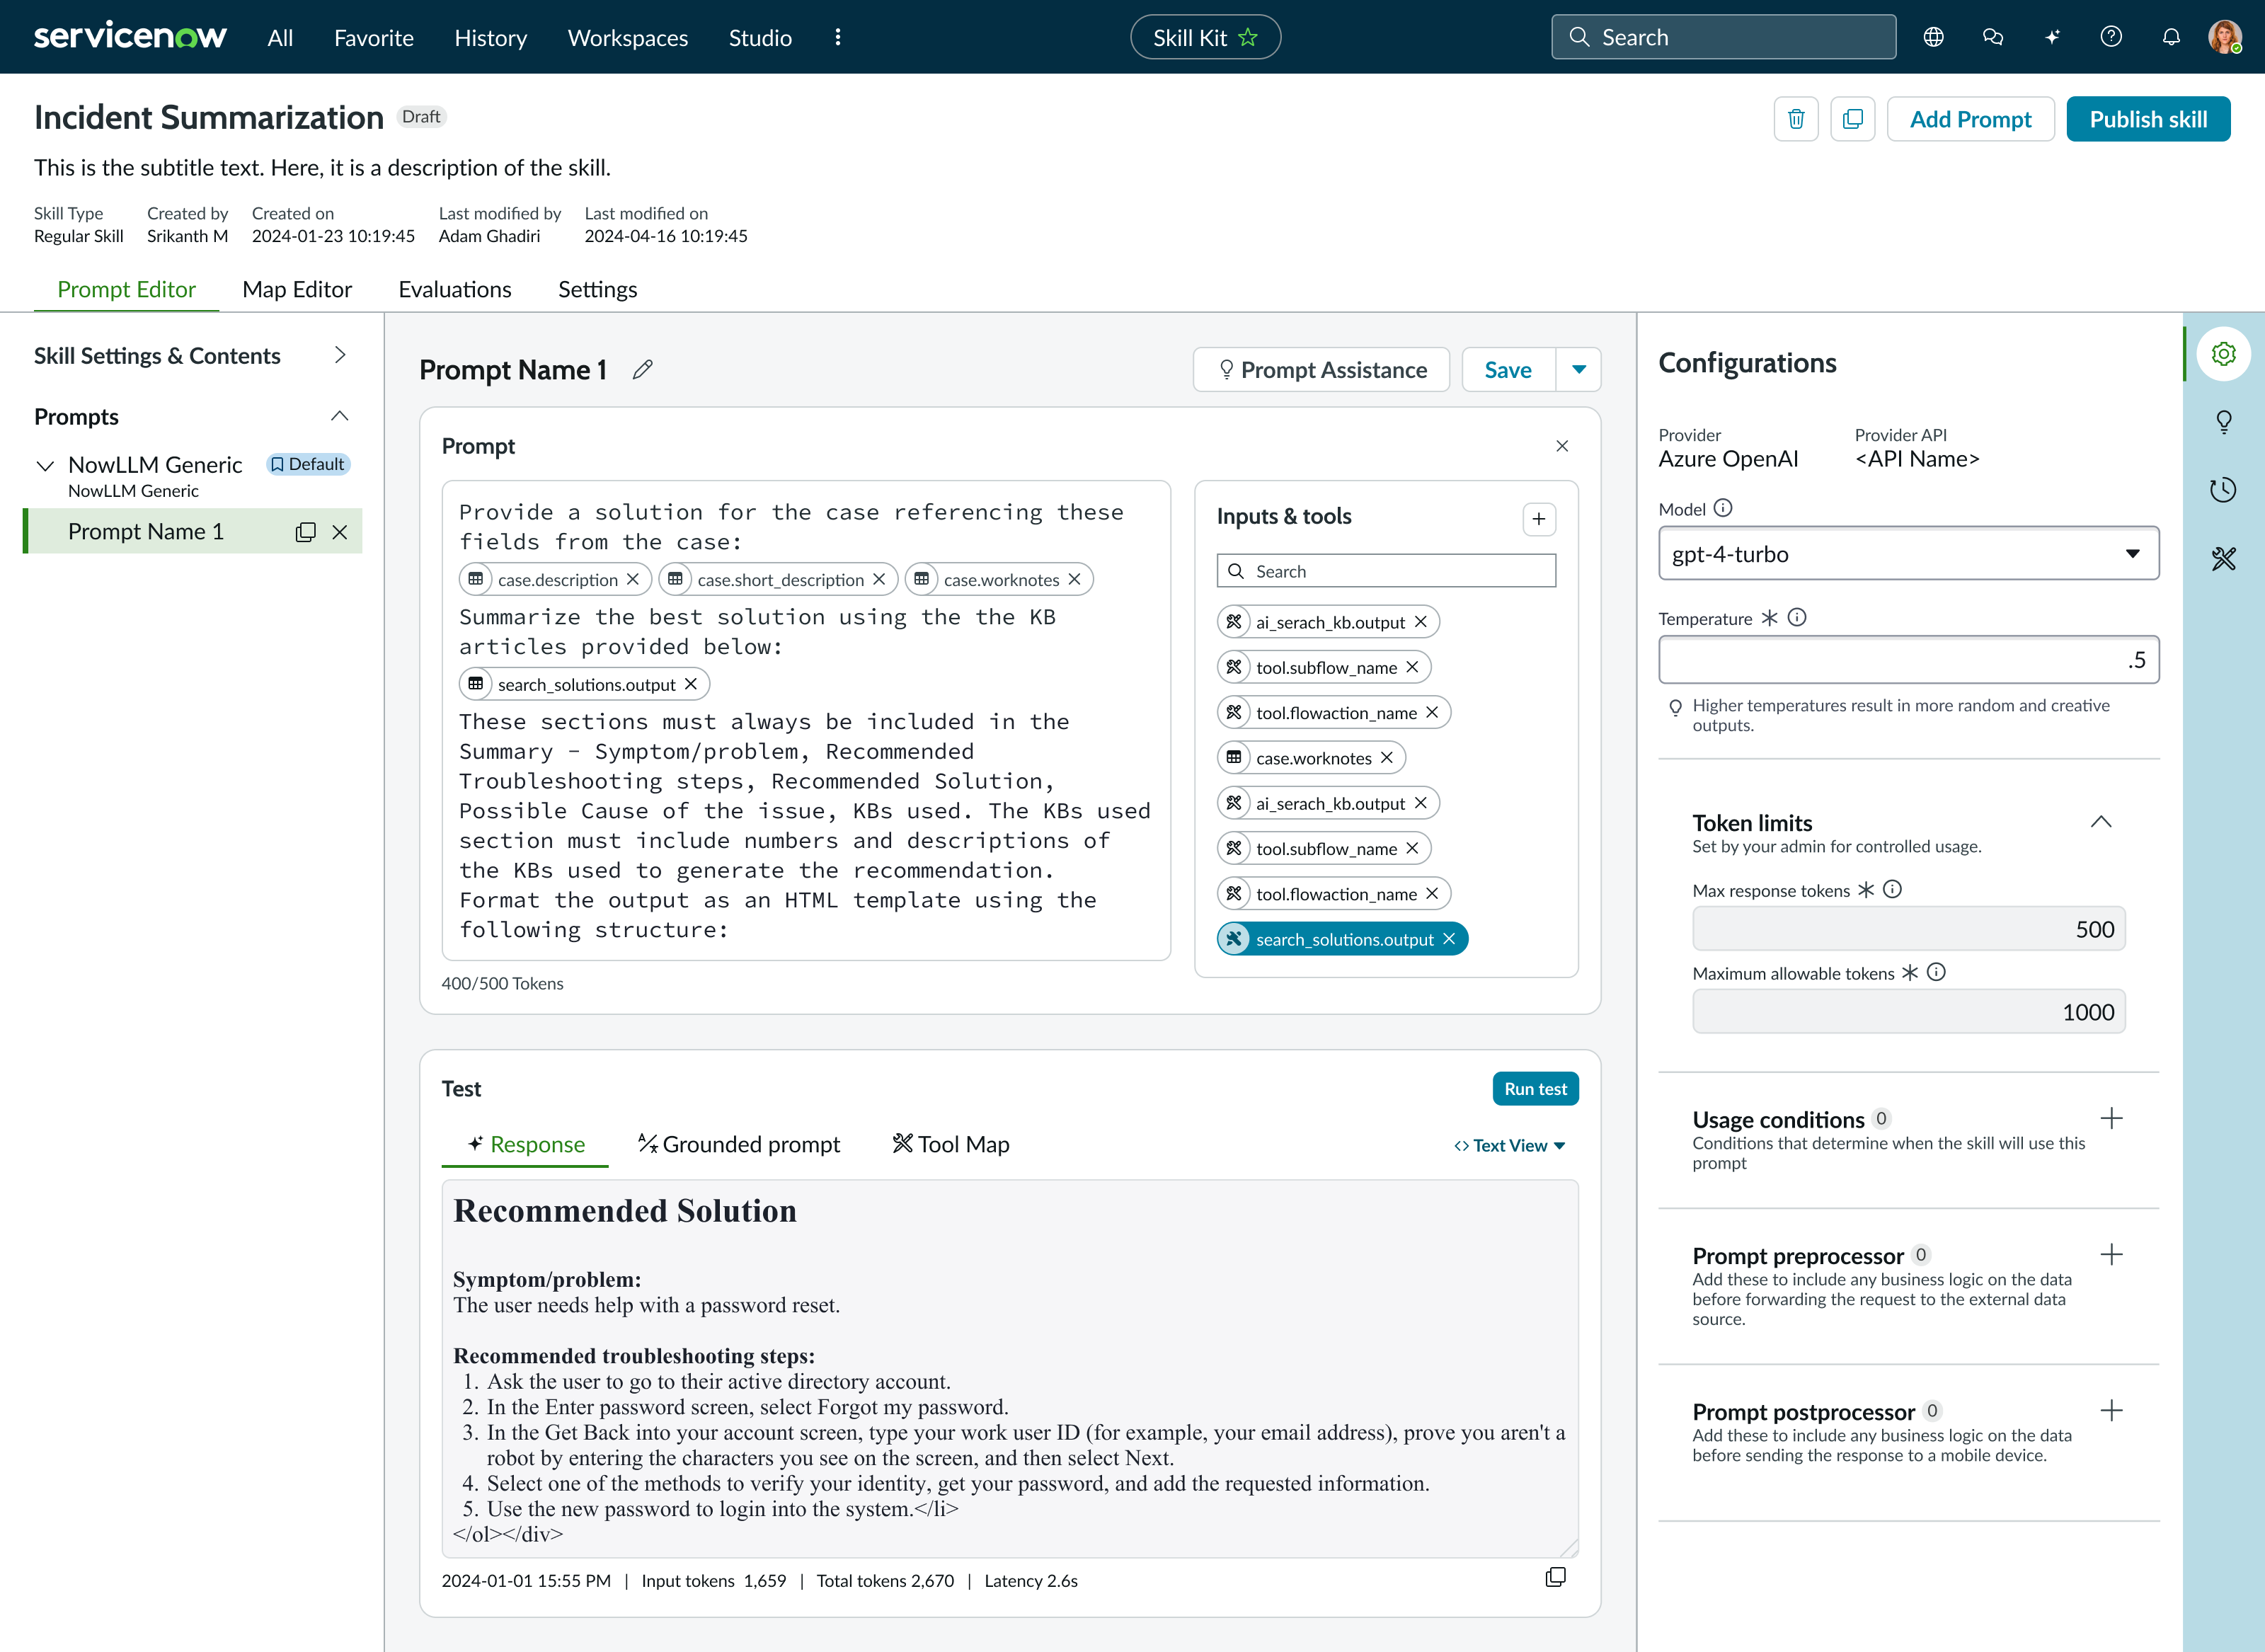 servicenow All Favorite History Workspaces Studio Skill Kit Search
Incident Summarization Draft
Add Prompt Publish skill
This is the subtitle text. Here, it is a description of the skill.
Skill Type Created by Created on Last modified by Last modified on
Regular Skill Srikanth M 2024-01-23 10:19:45 Adam Ghadiri 2024-04-16 10:19:45
Prompt Editor Map Editor Evaluations Settings
Skill Settings & Contents
Prompts
NowLLM Generic Default
NowLLM Generic
Prompt Name 1
Prompt Name 1
Prompt Assistance Save
Prompt
Provide a solution for the case referencing these
fields from the case:
case.description case.short_description case.worknotes
Summarize the best solution using the the KB
articles provided below:
search_solutions.output
These sections must always be included in the
Summary - Symptom/problem, Recommended
Troubleshooting steps, Recommended Solution,
Possible Cause of the issue, KBs used. The KBs used
section must include numbers and descriptions of
the KBs used to generate the recommendation.
Format the output as an HTML template using the
following structure:
400/500 Tokens
Inputs & tools
Search
ai_serach_kb.output
tool.subflow_name
tool.flowaction_name
case.worknotes
ai_serach_kb.output
tool.subflow_name
tool.flowaction_name
search_solutions.output
Test
Run test
Response Grounded prompt Tool Map
<> Text View
Recommended Solution
Symptom/problem:
The user needs help with a password reset.
Recommended troubleshooting steps:
1. Ask the user to go to their active directory account.
2. In the Enter password screen, select Forgot my password.
3. In the Get Back into your account screen, type your work user ID (for example, your email address), prove you aren't a
robot by entering the characters you see on the screen, and then select Next.
4. Select one of the methods to verify your identity, get your password, and add the requested information.
5. Use the new password to login into the system.</li>
</ol></div>
2024-01-01 15:55 PM | Input tokens 1,659 | Total tokens 2,670 | Latency 2.6s
Configurations
Provider Provider API
Azure OpenAI <API Name>
Model
gpt-4-turbo
Temperature
.5
Higher temperatures result in more random and creative
outputs.
Token limits
Set by your admin for controlled usage.
Max response tokens
500
Maximum allowable tokens
1000
Usage conditions 0
Conditions that determine when the skill will use this
prompt
Prompt preprocessor 0
Add these to include any business logic on the data
before forwarding the request to the external data
source.
Prompt postprocessor 0
Add these to include any business logic on the data
before sending the response to a mobile device.